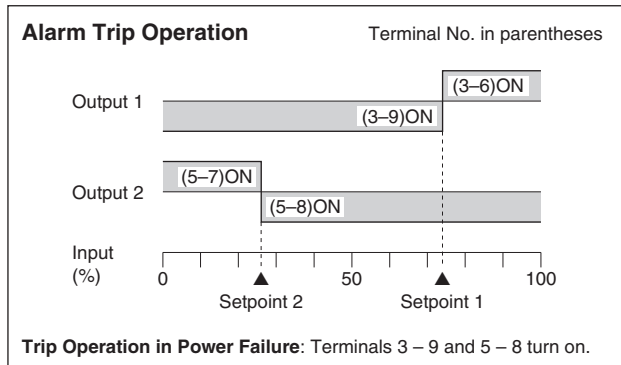 Alarm Trip Operation Terminal No. in parentheses
Output 1
(3–6)ON
(3–9)ON
Output 2
(5–7)ON
(5–8)ON
Input
(%)
0 50 100
Setpoint 2 Setpoint 1
Trip Operation in Power Failure: Terminals 3 – 9 and 5 – 8 turn on.